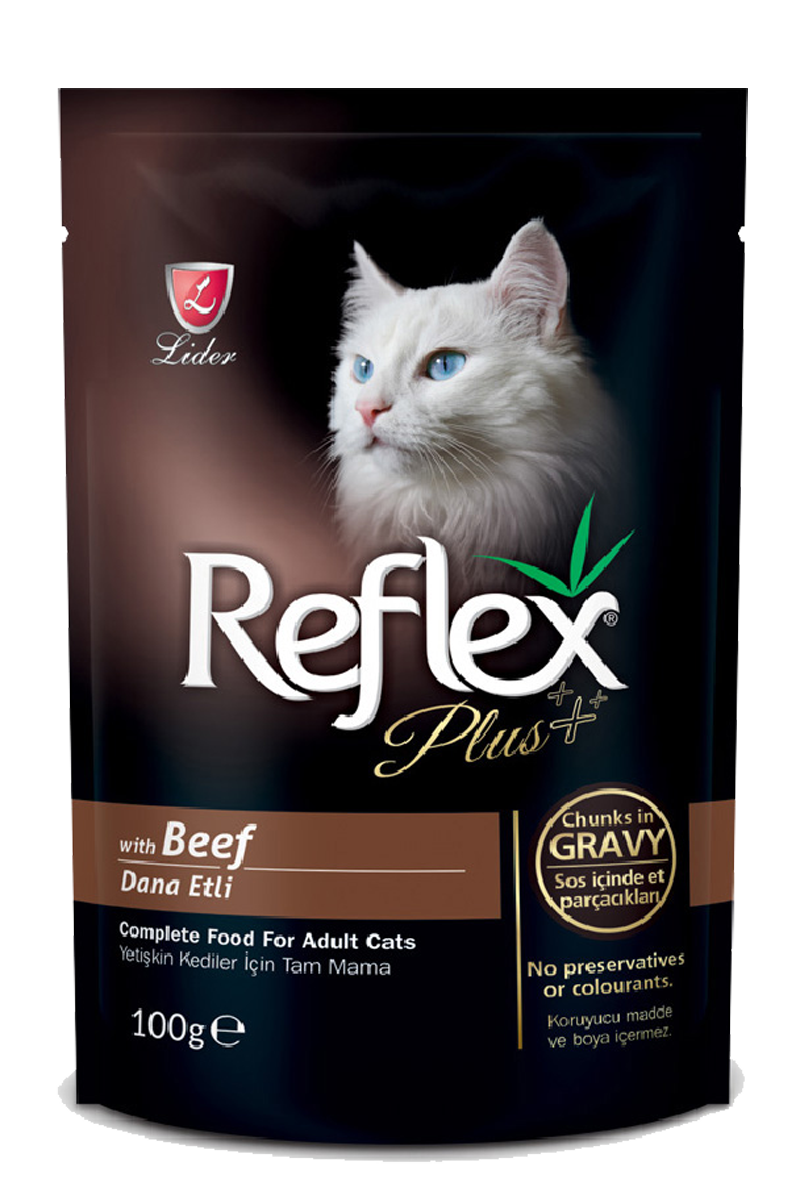 L
Lider
Reflex®
Plus+++
with Beef
Dana Etli
Complete Food For Adult Cats
Yetişkin Kediler İçin Tam Mama
100g ℮
Chunks in
GRAVY
Sos içinde et
parçacıkları
No preservatives
or colourants.
Koruyucu madde
ve boya içermez.